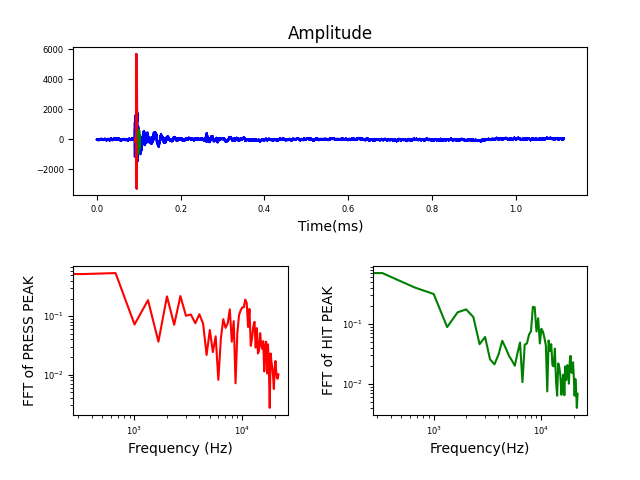 Amplitude
6000
4000
2000
0
−2000
0.0 0.2 0.4 0.6 0.8 1.0
Time(ms)
FFT of PRESS PEAK
10⁻¹
10⁻²
10³ 10⁴
Frequency (Hz)
FFT of HIT PEAK
10⁻¹
10⁻²
10³ 10⁴
Frequency(Hz)